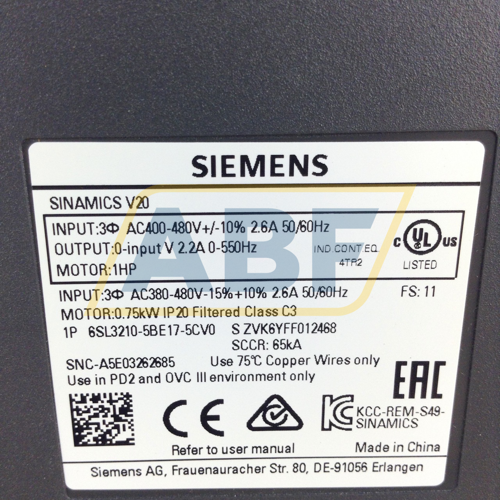 SIEMENS
SINAMICS V20
INPUT:3Φ AC400-480V+/-10% 2.6A 50/60Hz
OUTPUT:0-input V 2.2A 0-550Hz
MOTOR:1HP
IND.CONT.EQ.
4TR2
c UL us
LISTED
INPUT:3Φ AC380-480V-15%+10% 2.6A 50/60Hz FS: 11
MOTOR:0.75kW IP20 Filtered Class C3
1P 6SL3210-5BE17-5CV0 S ZVK6YFF012468
SCCR: 65kA
SNC-A5E03262685 Use 75℃ Copper Wires only
Use in PD2 and OVC III environment only
EAC
CE
KCC-REM-S49-
SINAMICS
Refer to user manual Made in China
Siemens AG, Frauenauracher Str. 80, DE-91056 Erlangen
ABF